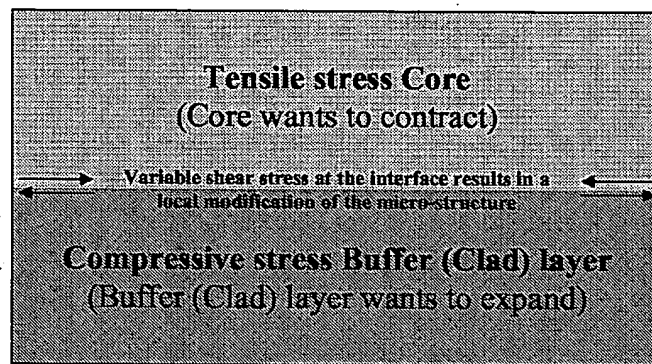 Tensile stress Core
(Core wants to contract)
Variable shear stress at the interface results in a
local modification of the micro-structure
Compressive stress Buffer (Clad) layer
(Buffer (Clad) layer wants to expand)